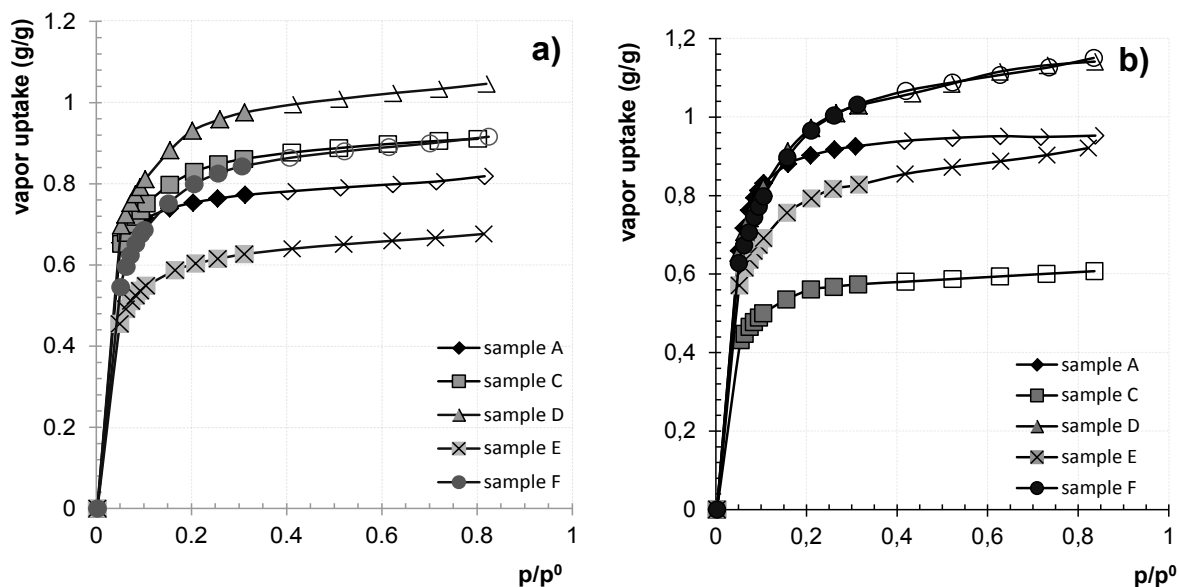 a)
vapor uptake (g/g)
1.2
1
0.8
0.6
0.4
0.2
0
0
0.2
0.4
0.6
0.8
1
p/p⁰
sample A
sample C
sample D
sample E
sample F
b)
vapor uptake (g/g)
1,2
1
0,8
0,6
0,4
0,2
0
0
0,2
0,4
0,6
0,8
1
p/p⁰
sample A
sample C
sample D
sample E
sample F